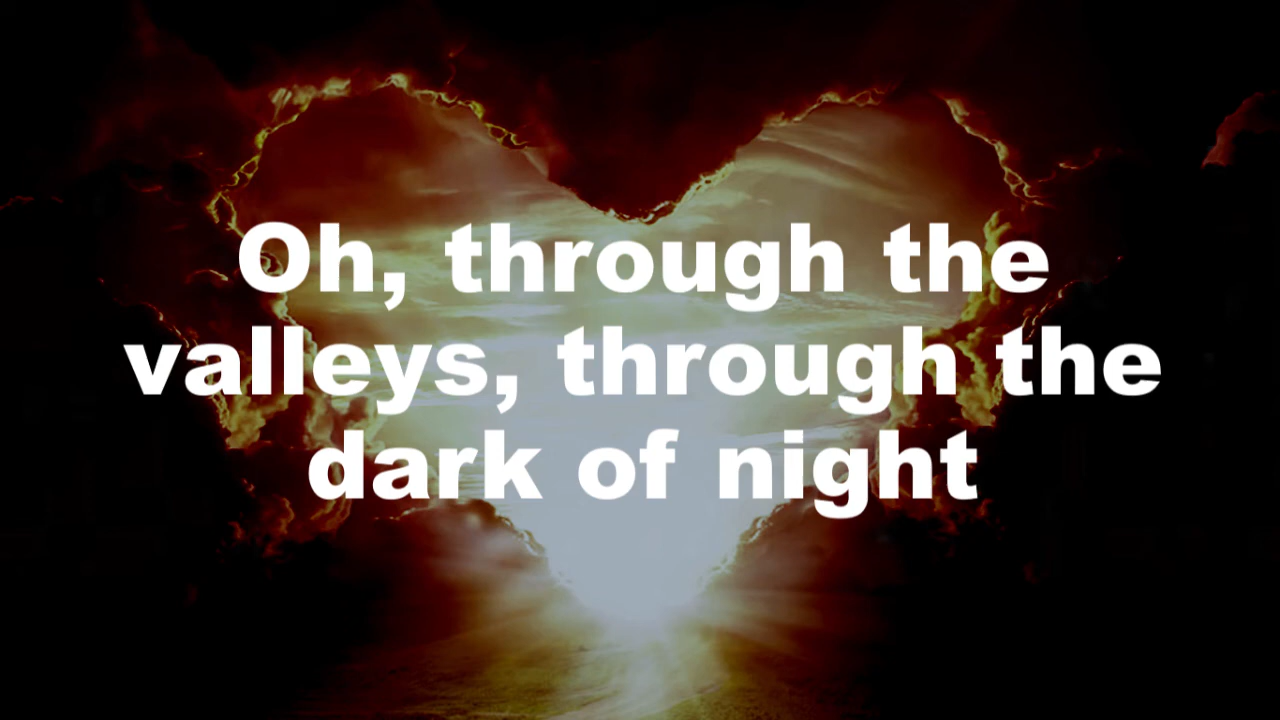 Oh, through the
valleys, through the
dark of night